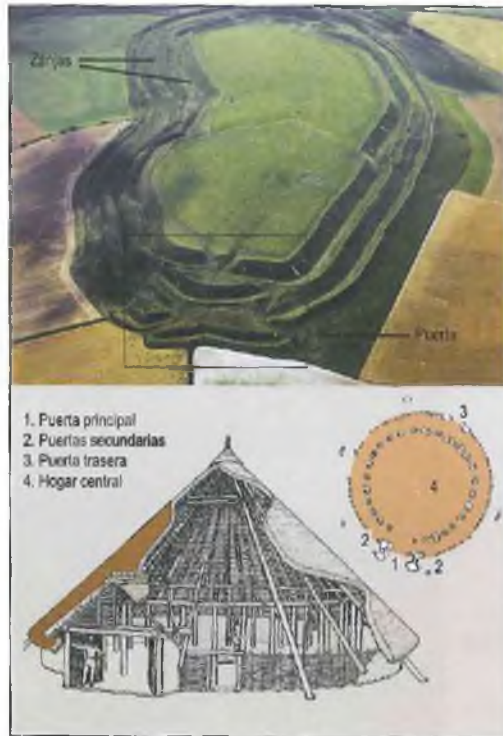 Zanjas
Puerta
1. Puerta principal
2. Puertas secundarias
3. Puerta trasera
4. Hogar central
3
4
2
1
2